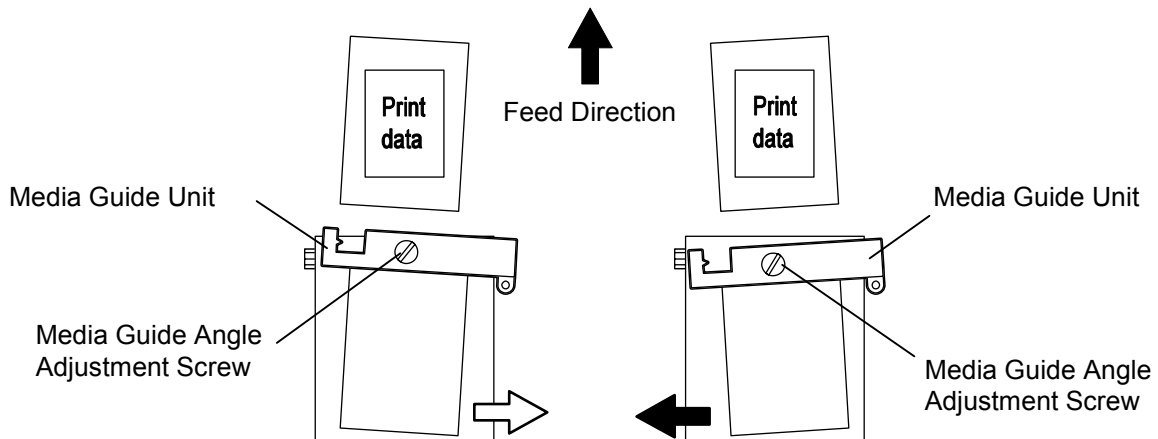 Print
data
Feed Direction
Print
data
Media Guide Unit
Media Guide Unit
Media Guide Angle
Adjustment Screw
Media Guide Angle
Adjustment Screw